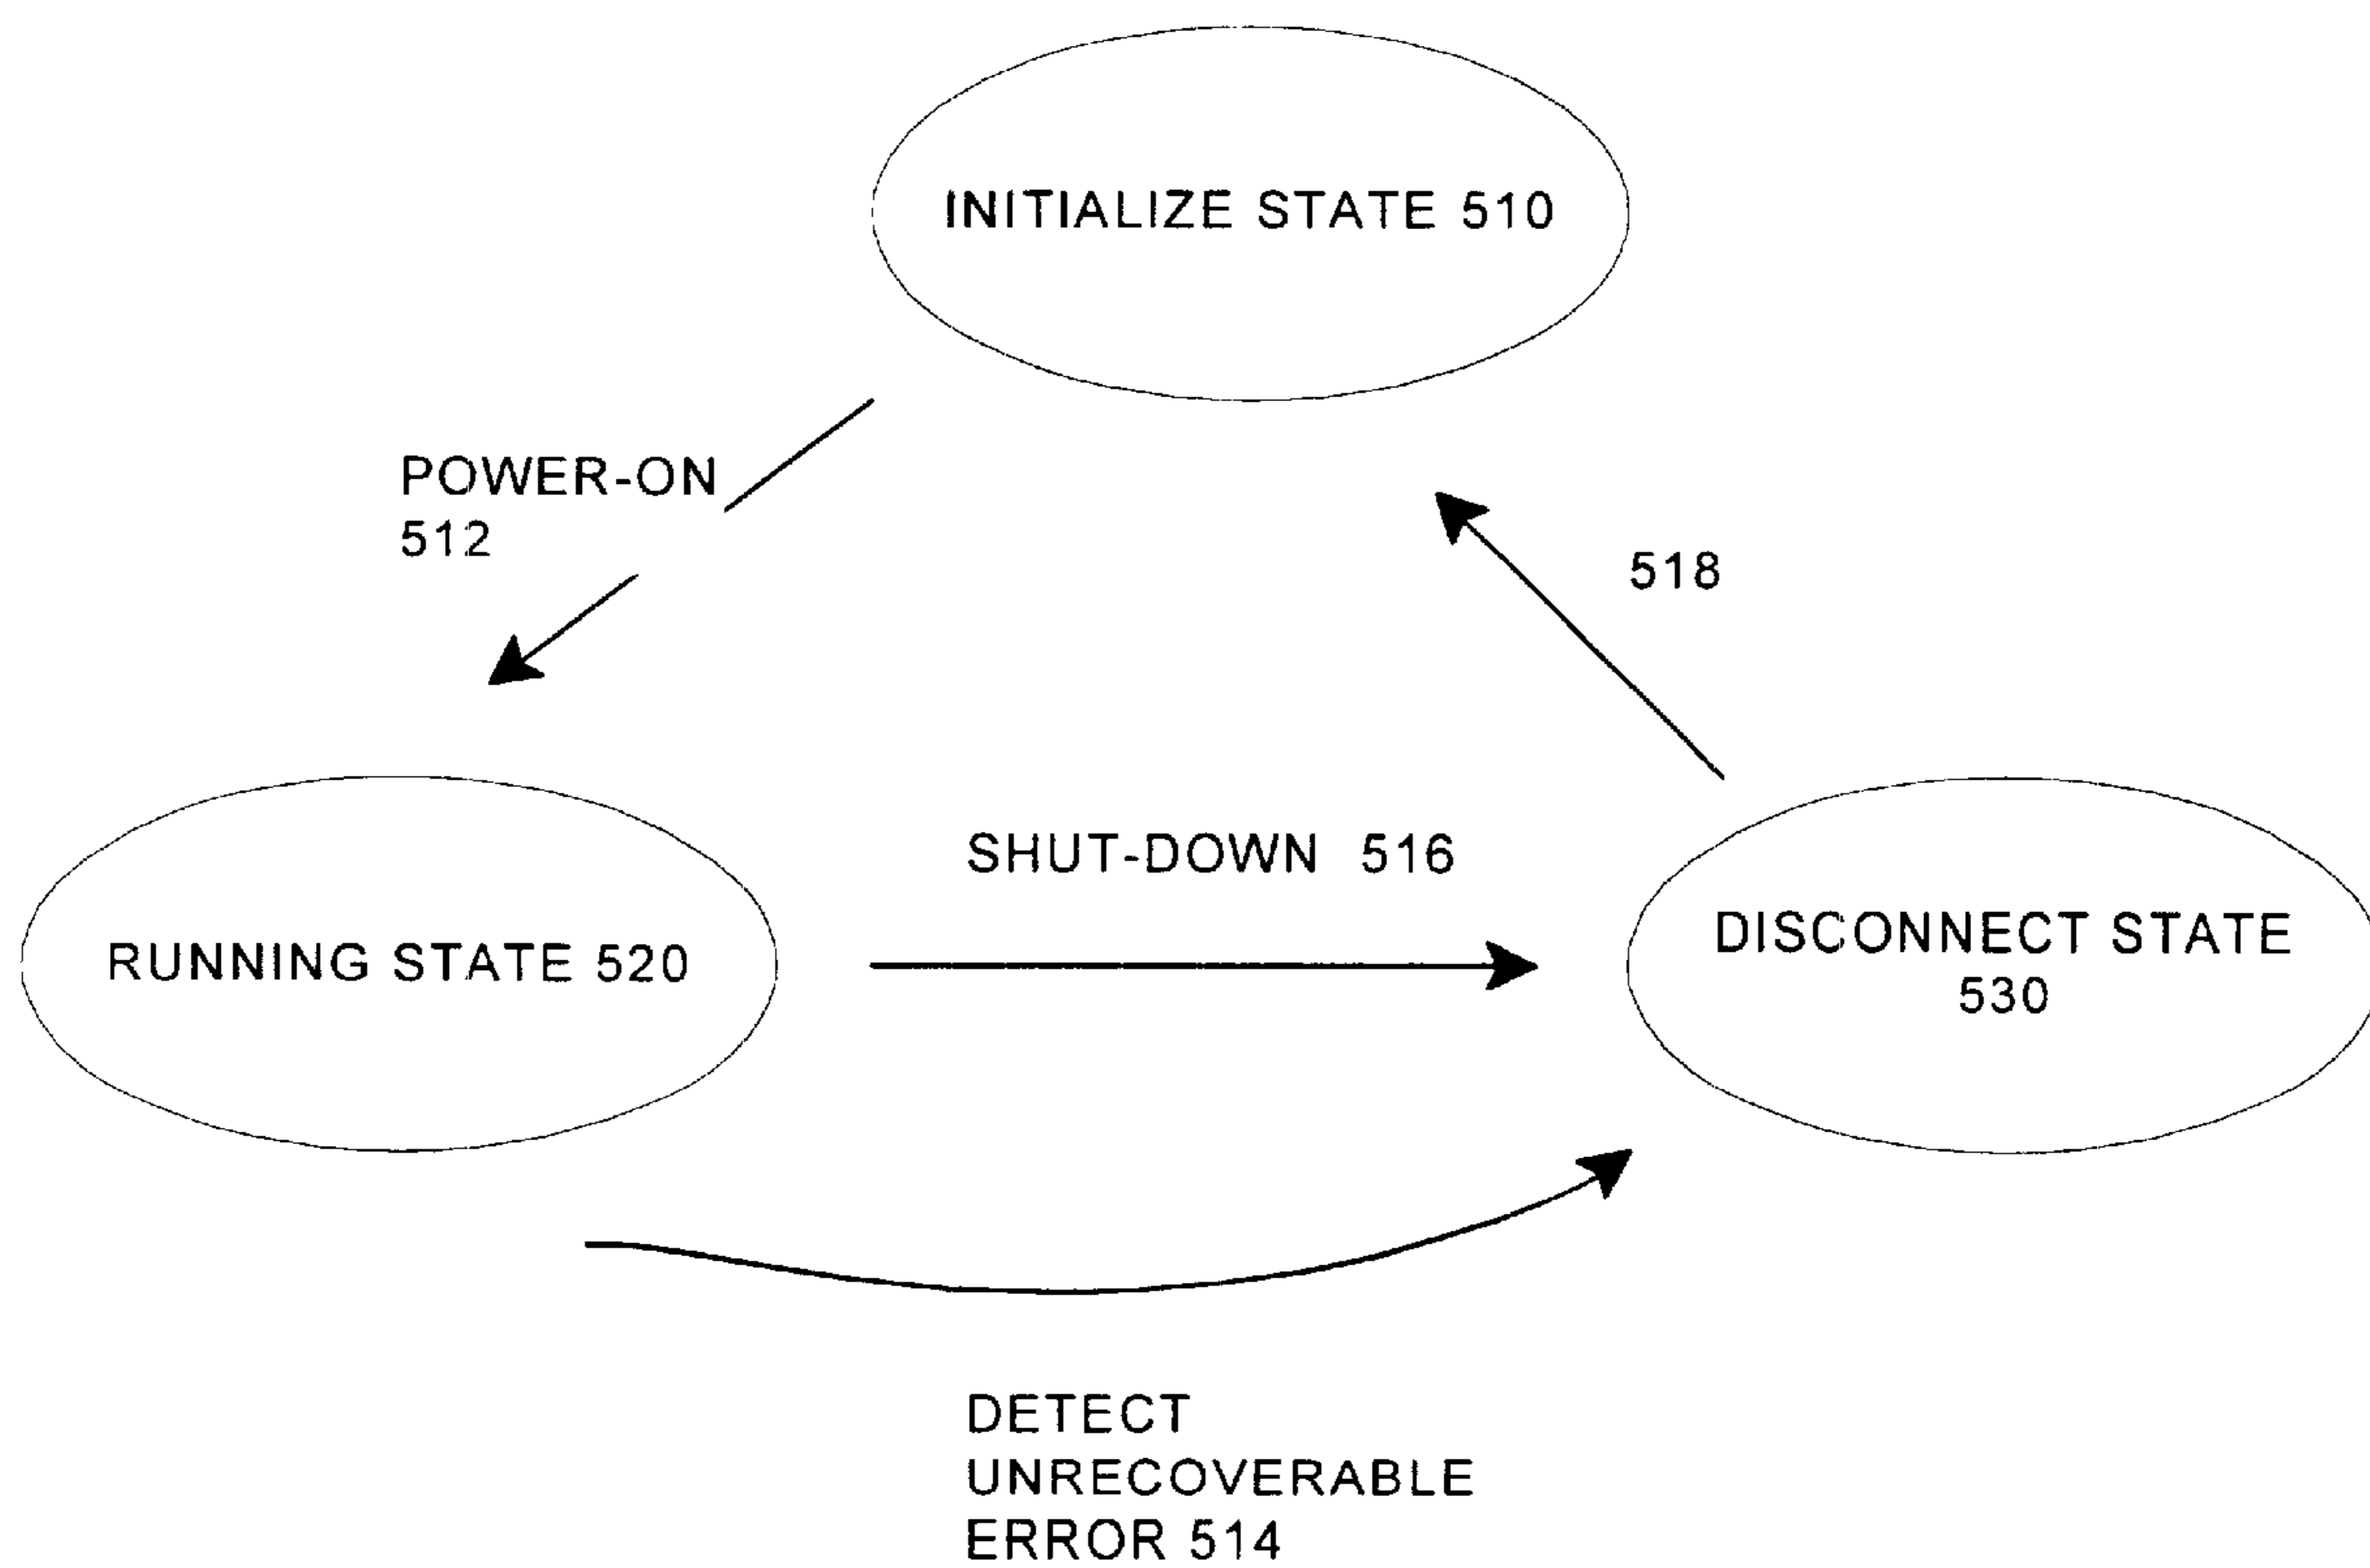 INITIALIZE STATE 510
POWER-ON
512
518
SHUT-DOWN 516
RUNNING STATE 520
DISCONNECT STATE
530
DETECT
UNRECOVERABLE
ERROR 514